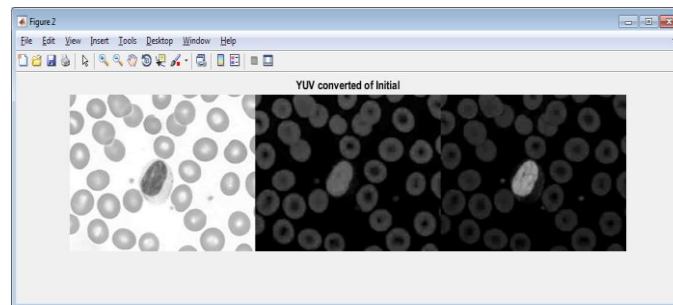 Figure 2
File Edit View Insert Tools Desktop Window Help
YUV converted of Initial